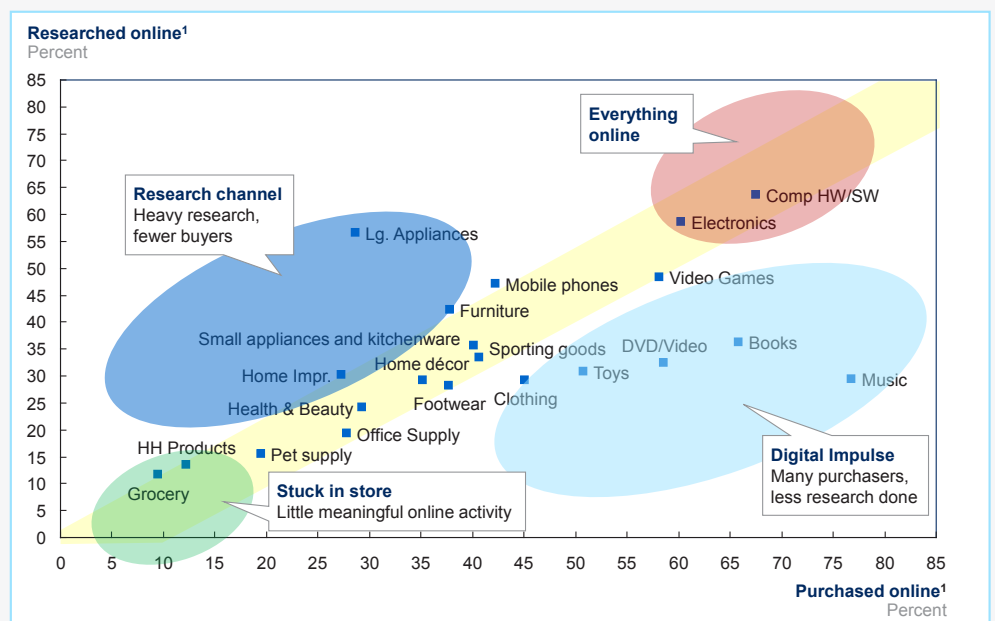 Researched online¹
Percent
85
80
75
70
65
60
55
50
45
40
35
30
25
20
15
10
5
0
Everything
online
Research channel
Heavy research,
fewer buyers
Comp HW/SW
Electronics
Lg. Appliances
Video Games
Mobile phones
Furniture
Small appliances and kitchenware
Sporting goods
DVD/Video
Books
Home décor
Home Impr.
Toys
Music
Health & Beauty
Footwear
Clothing
Office Supply
HH Products
Pet supply
Grocery
Digital Impulse
Many purchasers,
less research done
Stuck in store
Little meaningful online activity
0 5 10 15 20 25 30 35 40 45 50 55 60 65 70 75 80 85
Purchased online¹
Percent